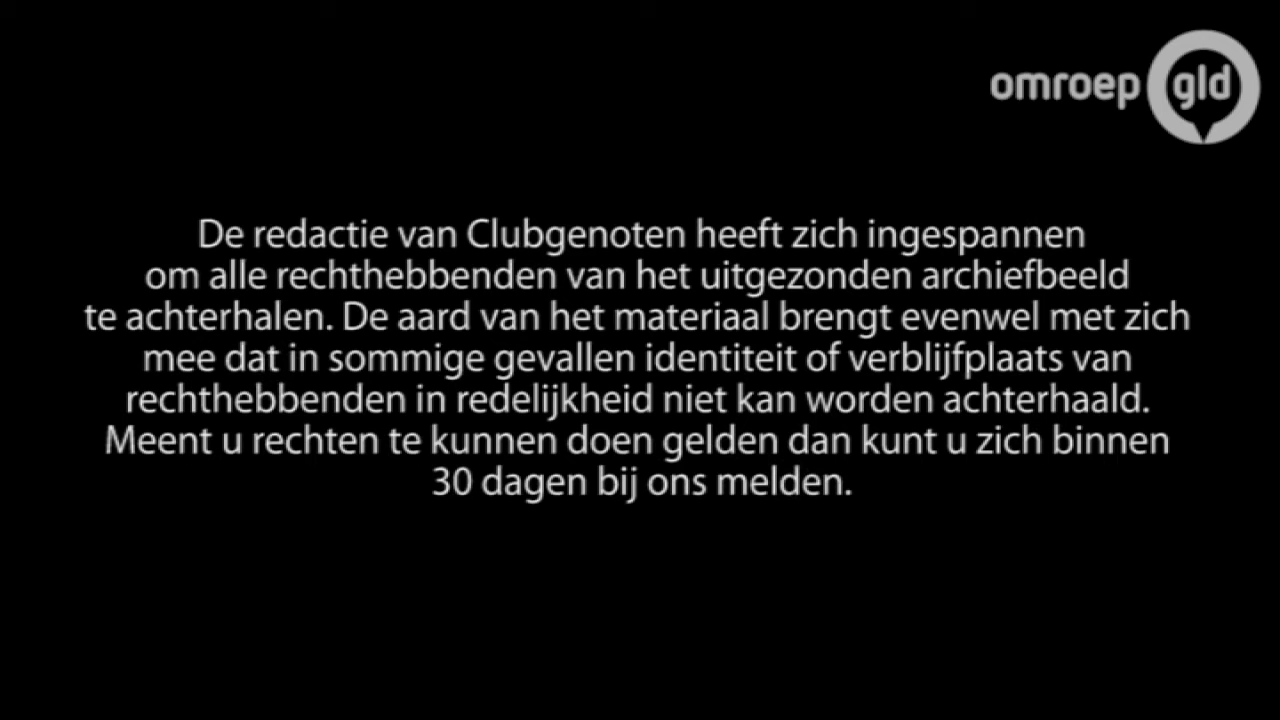 omroep gld
De redactie van Clubgenoten heeft zich ingespannen
om alle rechthebbenden van het uitgezonden archiefbeeld
te achterhalen. De aard van het materiaal brengt evenwel met zich
mee dat in sommige gevallen identiteit of verblijfplaats van
rechthebbenden in redelijkheid niet kan worden achterhaald.
Meent u rechten te kunnen doen gelden dan kunt u zich binnen
30 dagen bij ons melden.